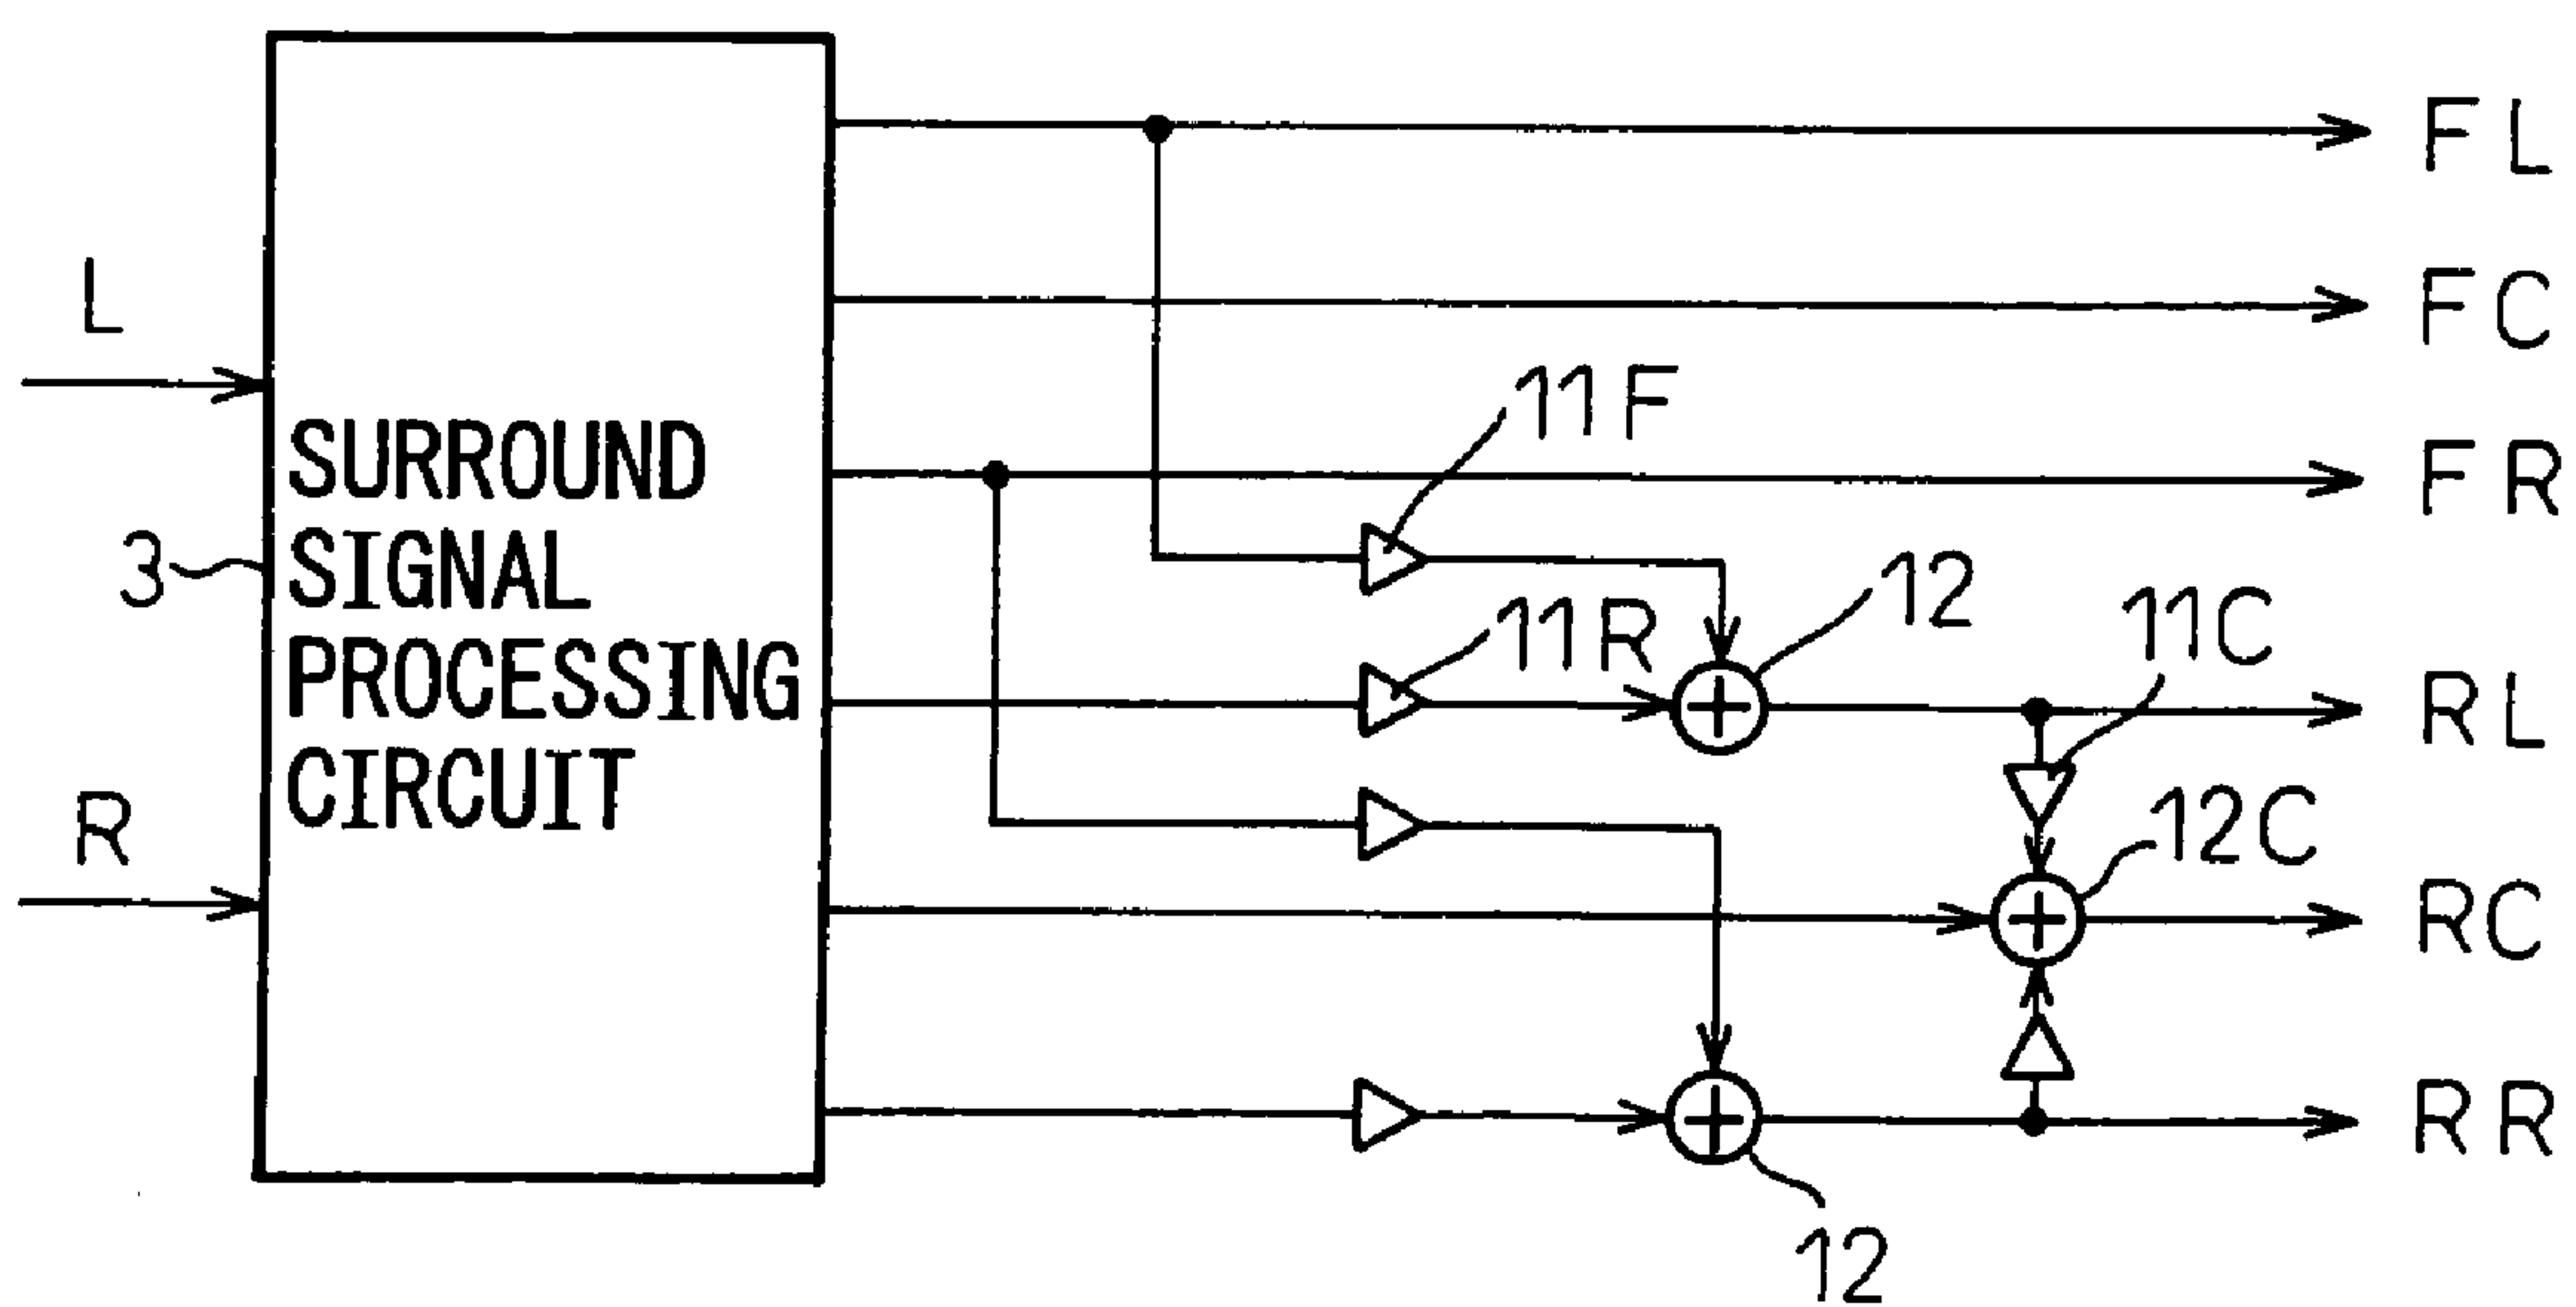 FL
L
FC
11F
FR
SURROUND
SIGNAL
3
12
11R
11C
PROCESSING
RL
CIRCUIT
R
12C
RC
RR
12